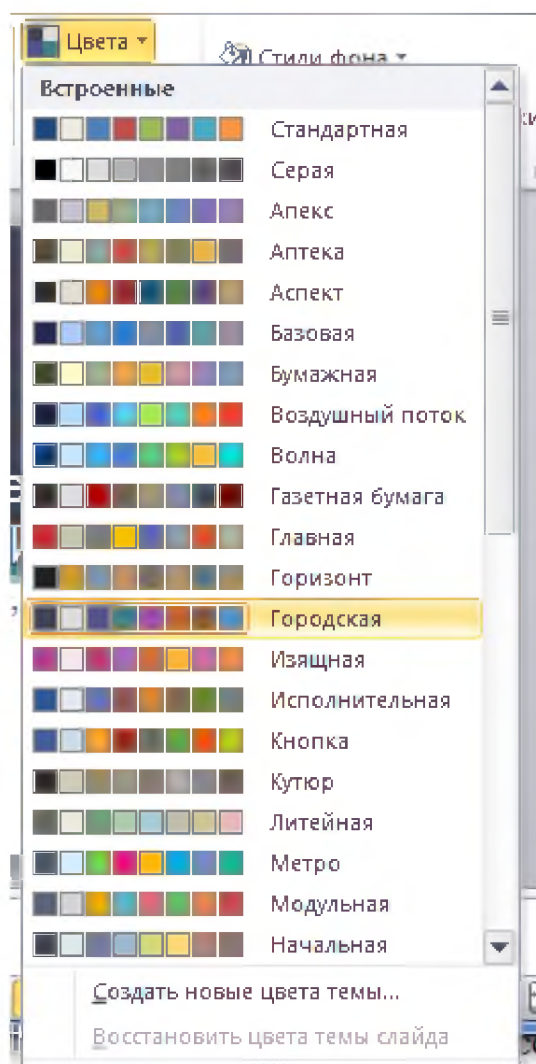 Цвета
Стили фона
Встроенные
Стандартная
Серая
Апекс
Аптека
Аспект
Базовая
Бумажная
Воздушный поток
Волна
Газетная бумага
Главная
Горизонт
Городская
Изящная
Исполнительная
Кнопка
Кутюр
Литейная
Метро
Модульная
Начальная
Создать новые цвета темы...
Восстановить цвета темы слайда